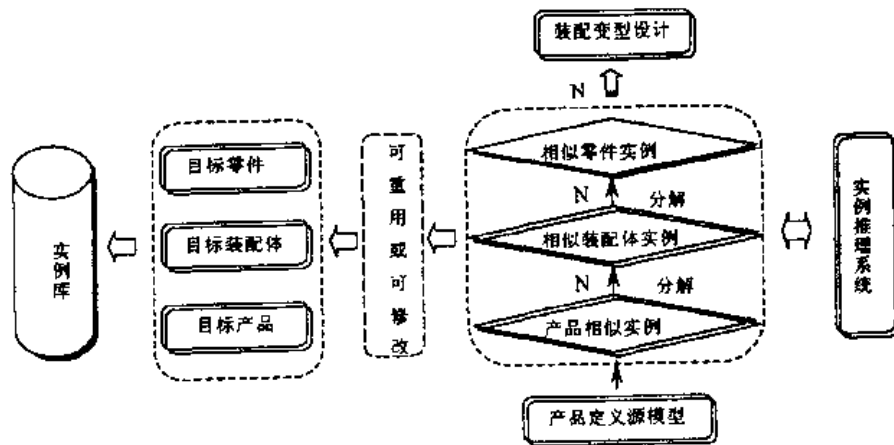 装配变型设计
N
相似零件实例
N 分解
相似装配体实例
N 分解
产品相似实例
产品定义源模型
可重用或可修改
目标零件
目标装配体
目标产品
实例库
实例推理系统